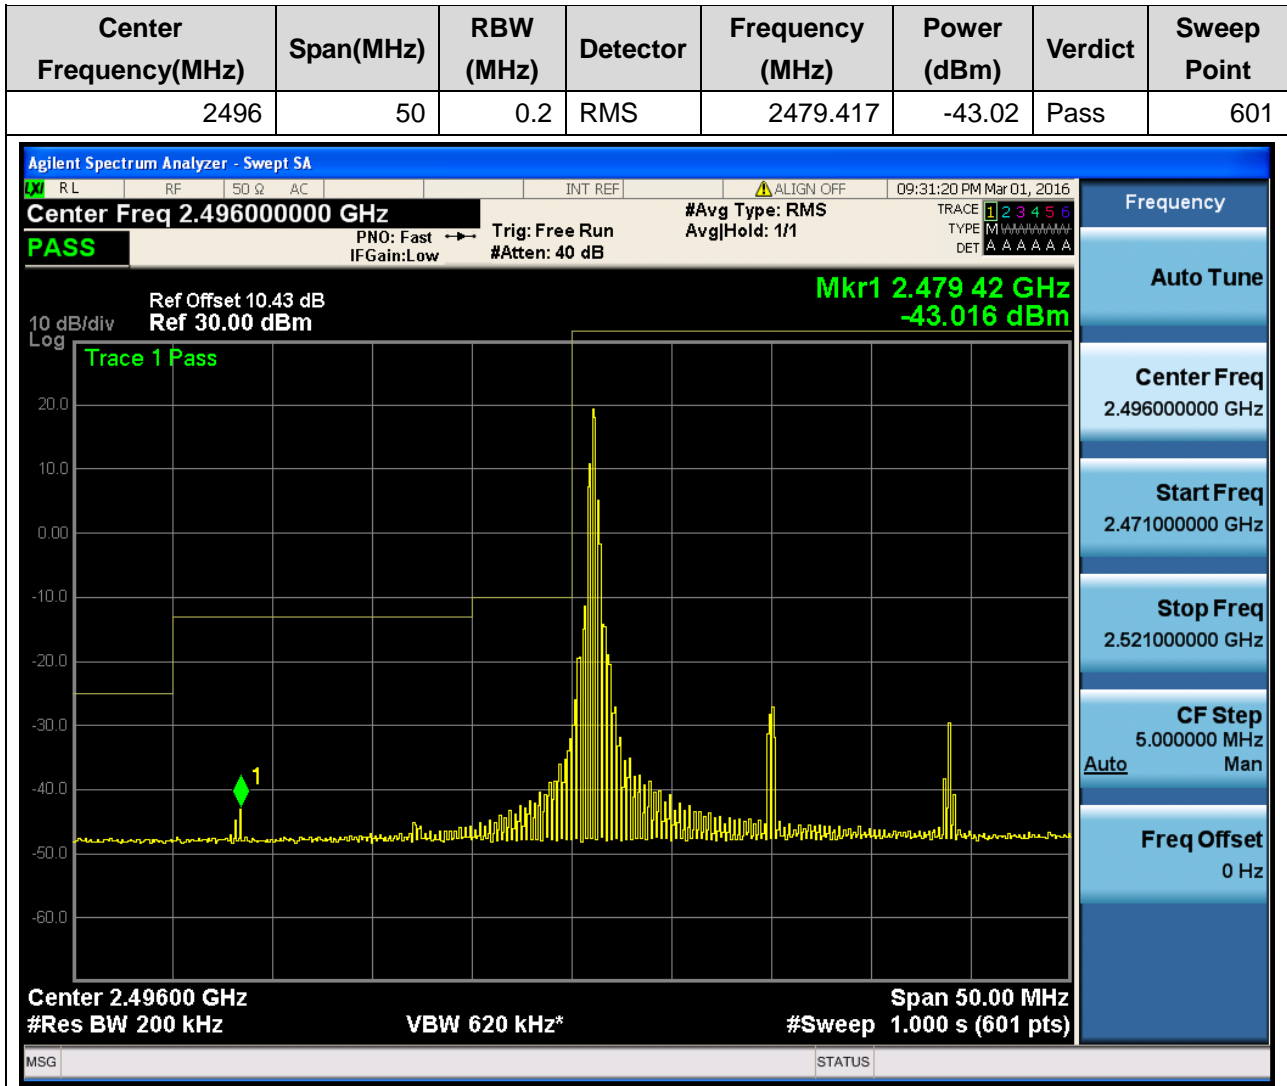 Center Frequency(MHz) Span(MHz) RBW (MHz) Detector Frequency (MHz) Power (dBm) Verdict Sweep Point
2496 50 0.2 RMS 2479.417 -43.02 Pass 601
Agilent Spectrum Analyzer - Swept SA
LXI RL RF 50 Ω AC INT REF ALIGN OFF 09:31:20 PM Mar 01, 2016
Center Freq 2.496000000 GHz
PASS
PNO: Fast
IFGain:Low
Trig: Free Run
#Atten: 40 dB
#Avg Type: RMS
Avg|Hold: 1/1
TRACE 1 2 3 4 5 6
TYPE M
DET A A A A A A
Mkr1 2.479 42 GHz
-43.016 dBm
Ref Offset 10.43 dB
10 dB/div Ref 30.00 dBm
Log
Trace 1 Pass
20.0
10.0
0.00
-10.0
-20.0
-30.0
-40.0
-50.0
-60.0
1
Center 2.49600 GHz Span 50.00 MHz
#Res BW 200 kHz VBW 620 kHz* #Sweep 1.000 s (601 pts)
MSG STATUS
Frequency
Auto Tune
Center Freq
2.496000000 GHz
Start Freq
2.471000000 GHz
Stop Freq
2.521000000 GHz
CF Step
5.000000 MHz
Auto Man
Freq Offset
0 Hz